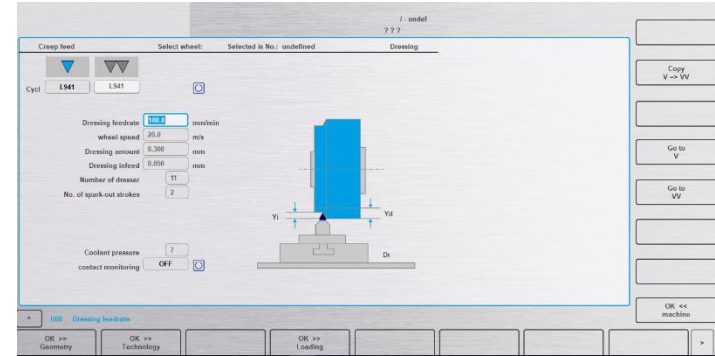 / - undef
???
Creep feed Select wheel: Selected is No.: undefined Dressing
Cycl L941 L941
Dressing feedrate 100.0 mm/min
wheel speed 20.0 m/s
Dressing amount 0.300 mm
Dressing infeed 0.050 mm
Number of dresser 11
No. of spark-out strokes 2
Yi Yd
Dr
Coolant pressure 7
contact monitoring OFF
Dressing feedrate
Copy
V -> VV
Go to
V
Go to
VV
OK <<
machine
OK >>
Geometry
OK >>
Technology
OK >>
Loading
^
>